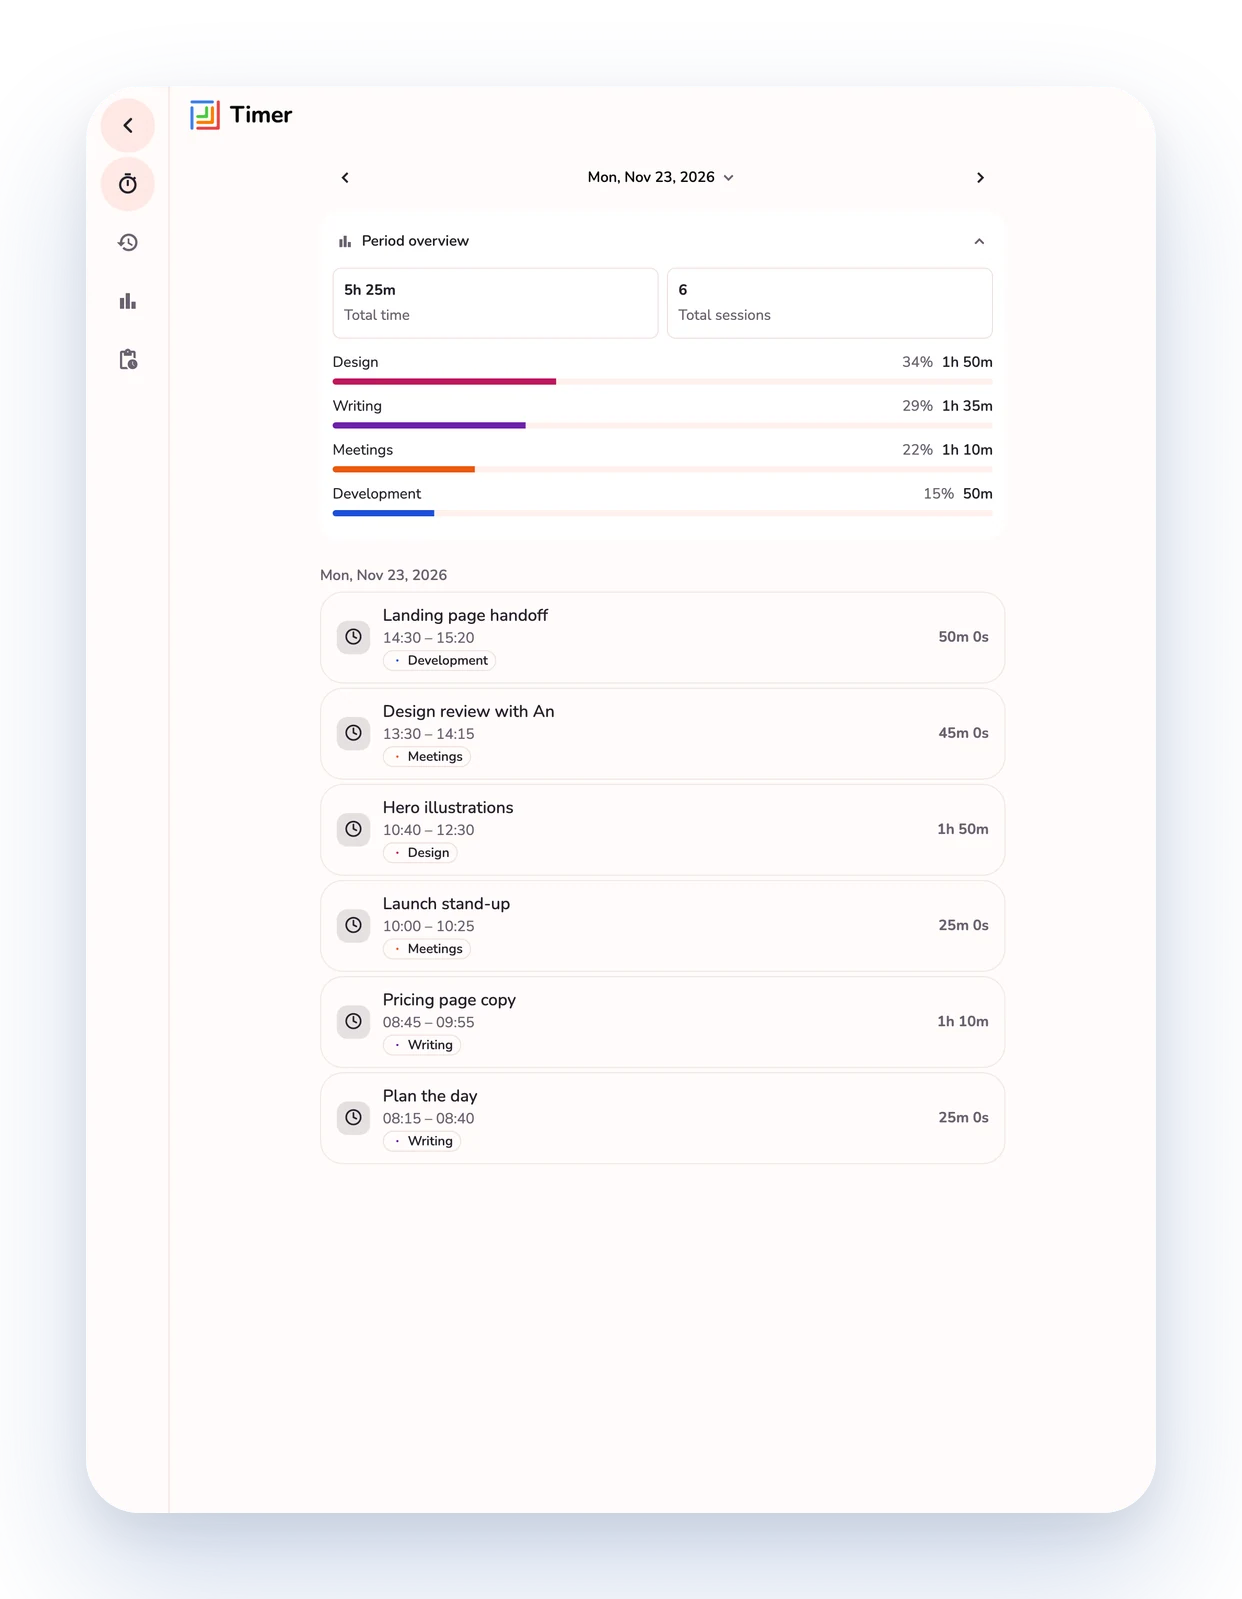 Timer
Mon, Nov 23, 2026
Period overview
5h 25m
Total time
6
Total sessions
Design 34% 1h 50m
Writing 29% 1h 35m
Meetings 22% 1h 10m
Development 15% 50m
Mon, Nov 23, 2026
Landing page handoff
14:30 – 15:20
50m 0s
Development
Design review with An
13:30 – 14:15
45m 0s
Meetings
Hero illustrations
10:40 – 12:30
1h 50m
Design
Launch stand-up
10:00 – 10:25
25m 0s
Meetings
Pricing page copy
08:45 – 09:55
1h 10m
Writing
Plan the day
08:15 – 08:40
25m 0s
Writing